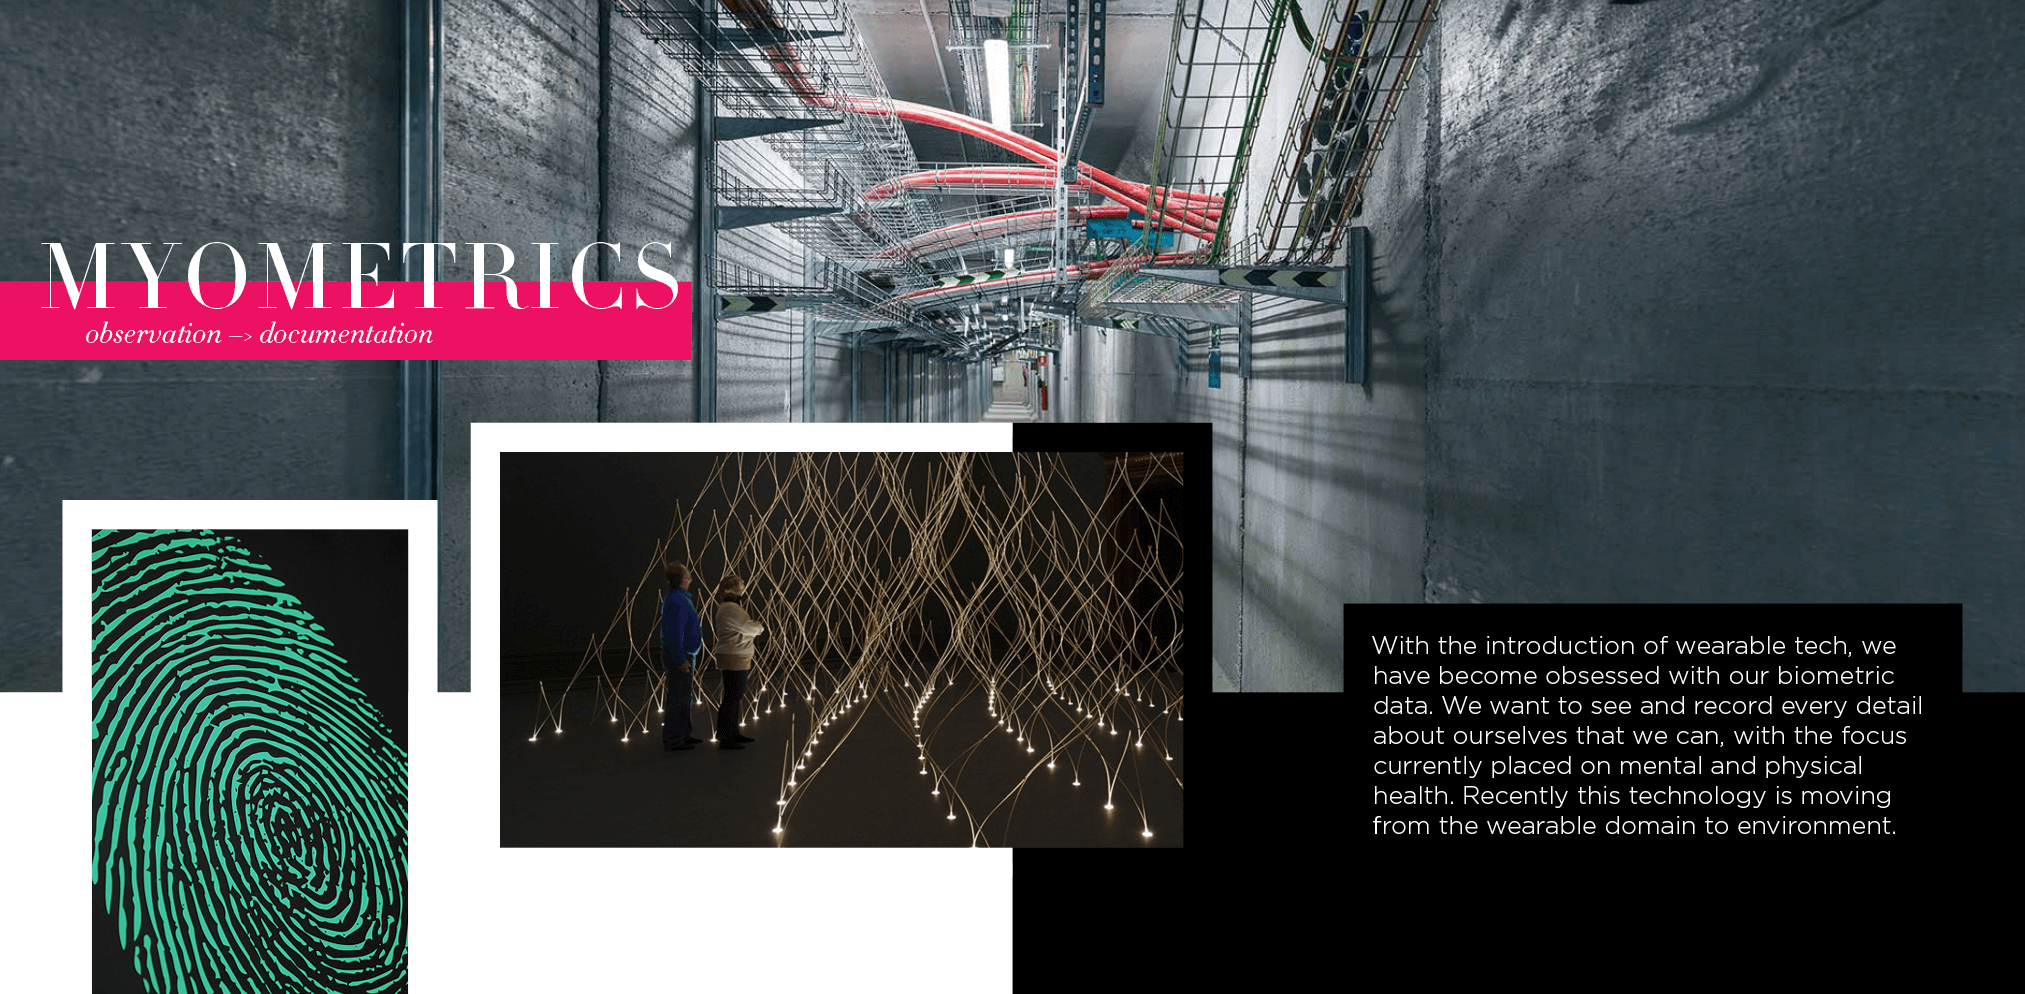 MYOMETRICS
observation –> documentation
With the introduction of wearable tech, we
have become obsessed with our biometric
data. We want to see and record every detail
about ourselves that we can, with the focus
currently placed on mental and physical
health. Recently this technology is moving
from the wearable domain to environment.